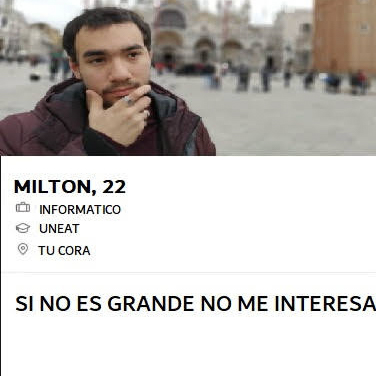 MILTON, 22
INFORMATICO
UNEAT
TU CORA
SI NO ES GRANDE NO ME INTERESA